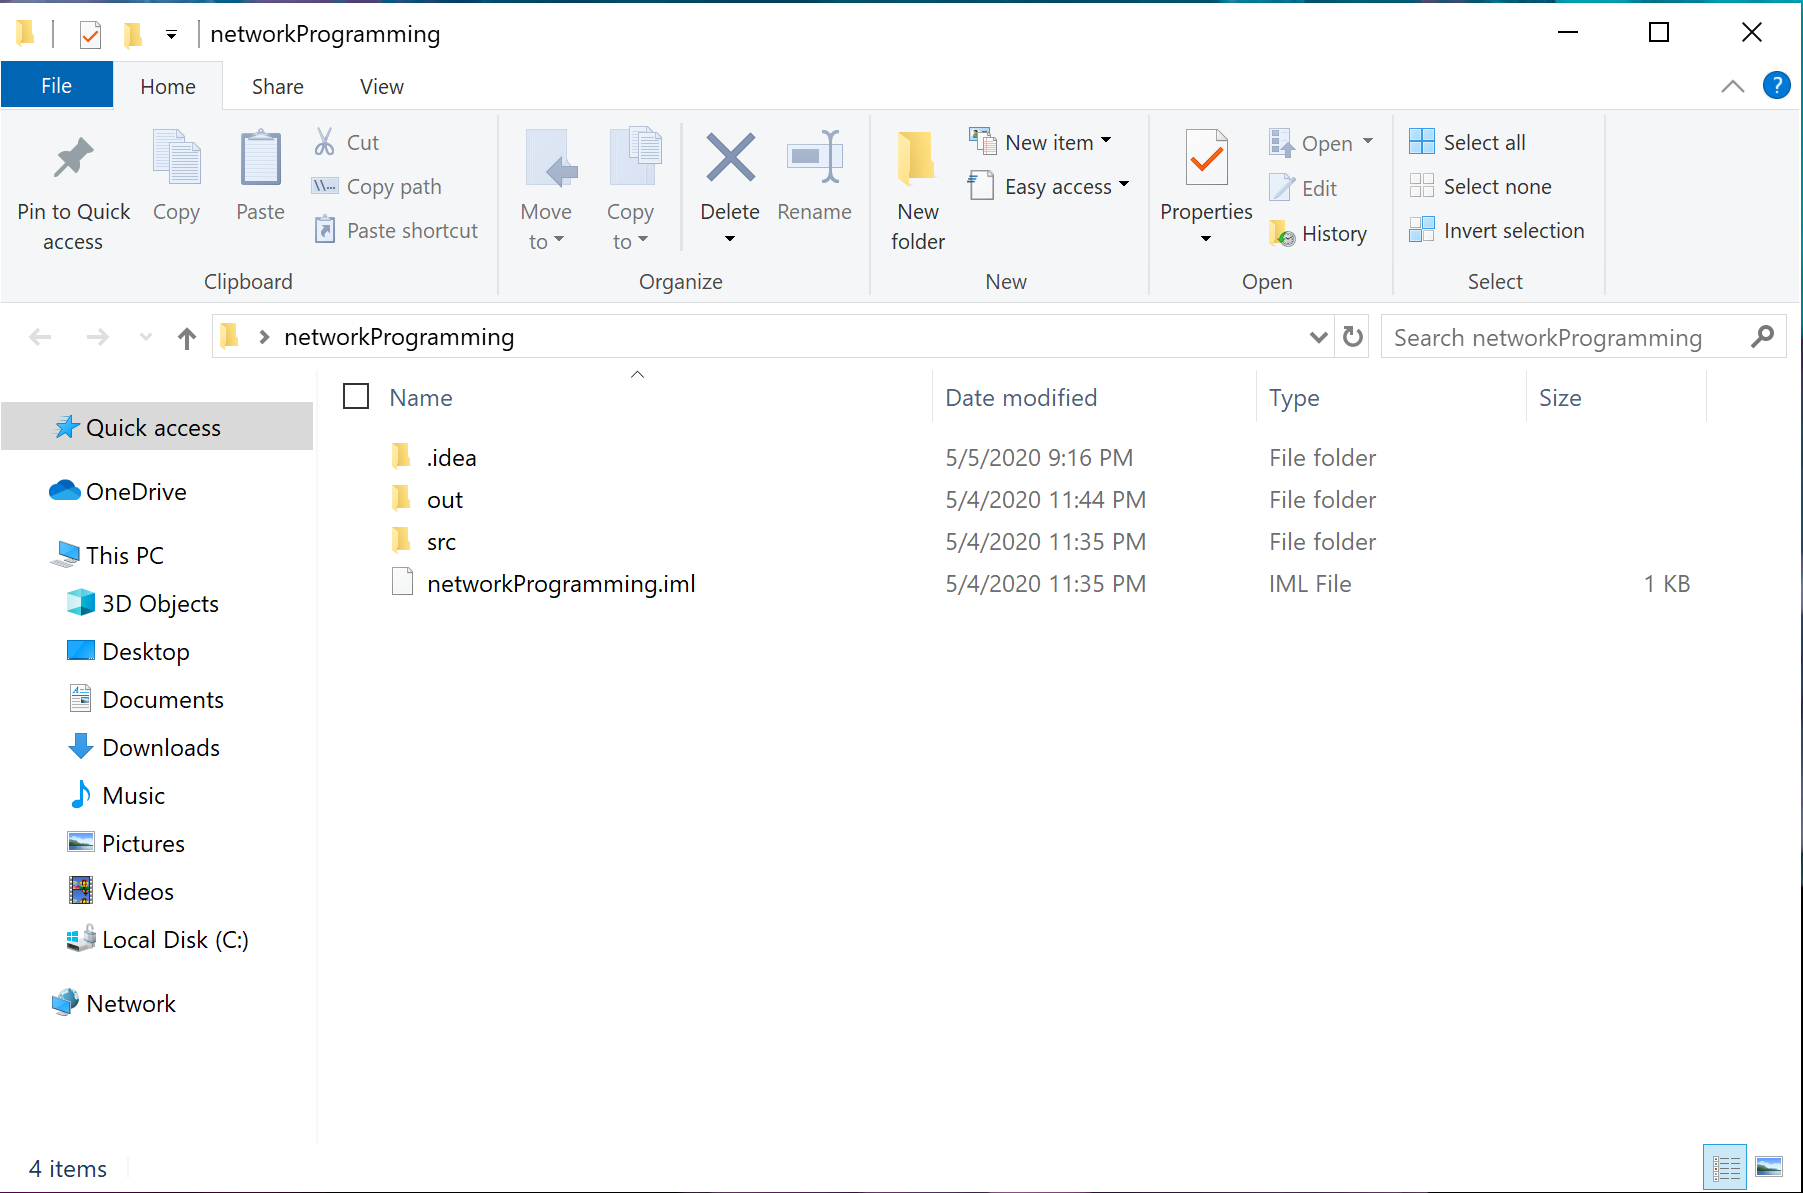 networkProgramming
File Home Share View
Pin to Quick access
Copy
Paste
Cut
Copy path
Paste shortcut
Clipboard
Move to
Copy to
Delete
Rename
Organize
New folder
New item
Easy access
New
Properties
Open
Edit
History
Open
Select all
Select none
Invert selection
Select
networkProgramming
Search networkProgramming
Name Date modified Type Size
.idea 5/5/2020 9:16 PM File folder
out 5/4/2020 11:44 PM File folder
src 5/4/2020 11:35 PM File folder
networkProgramming.iml 5/4/2020 11:35 PM IML File 1 KB
Quick access
OneDrive
This PC
3D Objects
Desktop
Documents
Downloads
Music
Pictures
Videos
Local Disk (C:)
Network
4 items